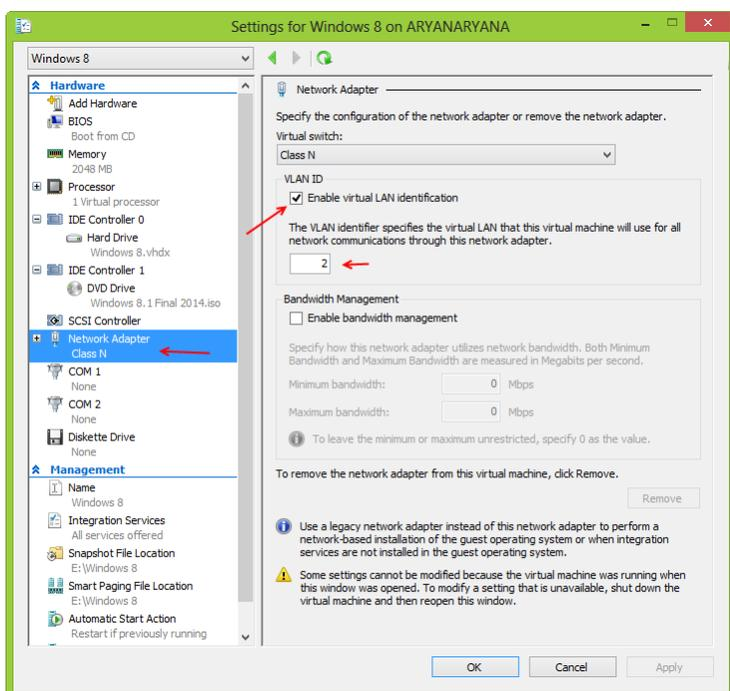 Settings for Windows 8 on ARYANARYANA
Windows 8
Hardware
Add Hardware
BIOS
Boot from CD
Memory
2048 MB
Processor
1 Virtual processor
IDE Controller 0
Hard Drive
Windows 8.vhdx
IDE Controller 1
DVD Drive
Windows 8.1 Final 2014.iso
SCSI Controller
Network Adapter
Class N
COM 1
None
COM 2
None
Diskette Drive
None
Management
Name
Windows 8
Integration Services
All services offered
Snapshot File Location
E:\Windows 8
Smart Paging File Location
E:\Windows 8
Automatic Start Action
Restart if previously running
Network Adapter
Specify the configuration of the network adapter or remove the network adapter.
Virtual switch:
Class N
VLAN ID
Enable virtual LAN identification
The VLAN identifier specifies the virtual LAN that this virtual machine will use for all
network communications through this network adapter.
2
Bandwidth Management
Enable bandwidth management
Specify how this network adapter utilizes network bandwidth. Both Minimum
Bandwidth and Maximum Bandwidth are measured in Megabits per second.
Minimum bandwidth: 0 Mbps
Maximum bandwidth: 0 Mbps
To leave the minimum or maximum unrestricted, specify 0 as the value.
To remove the network adapter from this virtual machine, click Remove.
Remove
Use a legacy network adapter instead of this network adapter to perform a
network-based installation of the guest operating system or when integration
services are not installed in the guest operating system.
Some settings cannot be modified because the virtual machine was running when
this window was opened. To modify a setting that is unavailable, shut down the
virtual machine and then reopen this window.
OK Cancel Apply